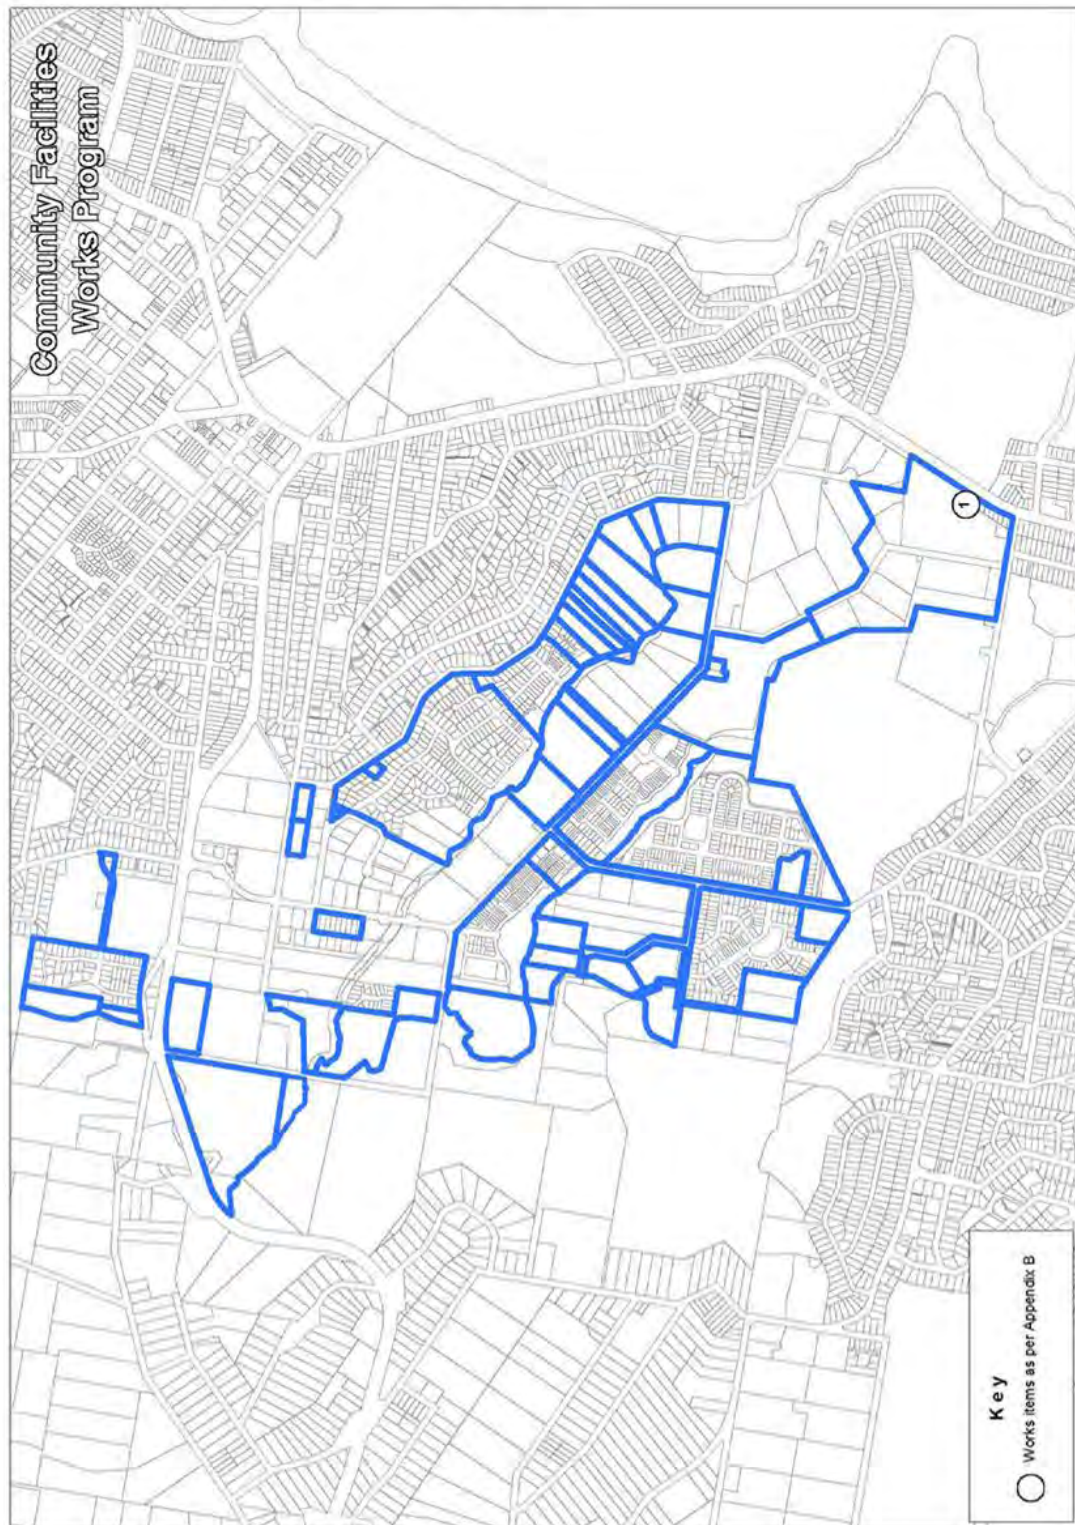 Community Facilities
Works Program
1
Key
Works items as per Appendix B